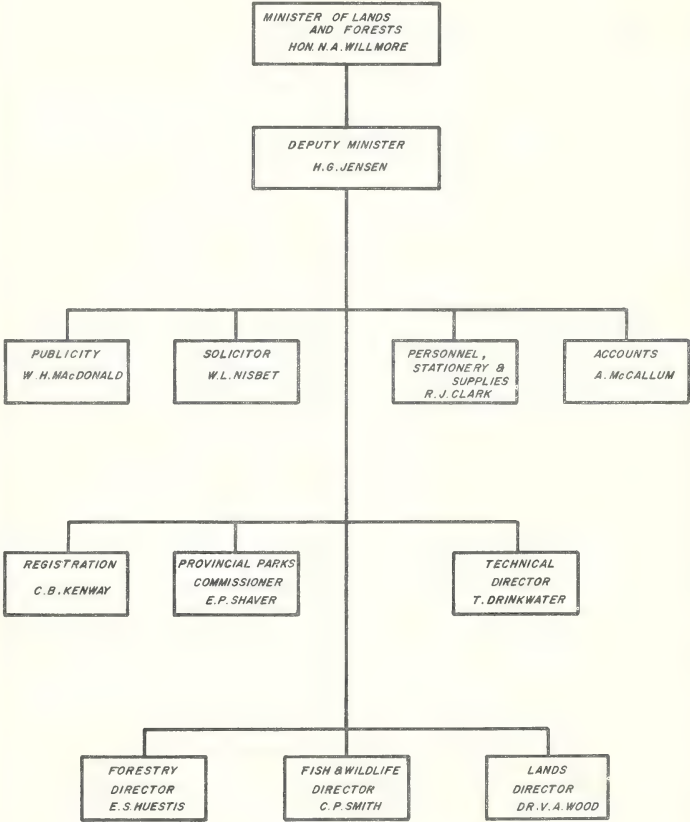 MINISTER OF LANDS
AND FORESTS
HON. N.A. WILLMORE
DEPUTY MINISTER
H.G. JENSEN
PUBLICITY
W.H. MACDONALD
SOLICITOR
W.L. NISBET
PERSONNEL,
STATIONERY &
SUPPLIES
R.J. CLARK
ACCOUNTS
A. McCALLUM
REGISTRATION
C.B. KENWAY
PROVINCIAL PARKS
COMMISSIONER
E.P. SHAVER
TECHNICAL
DIRECTOR
T. DRINKWATER
FORESTRY
DIRECTOR
E.S. HUESTIS
FISH & WILDLIFE
DIRECTOR
C.P. SMITH
LANDS
DIRECTOR
DR. V.A. WOOD